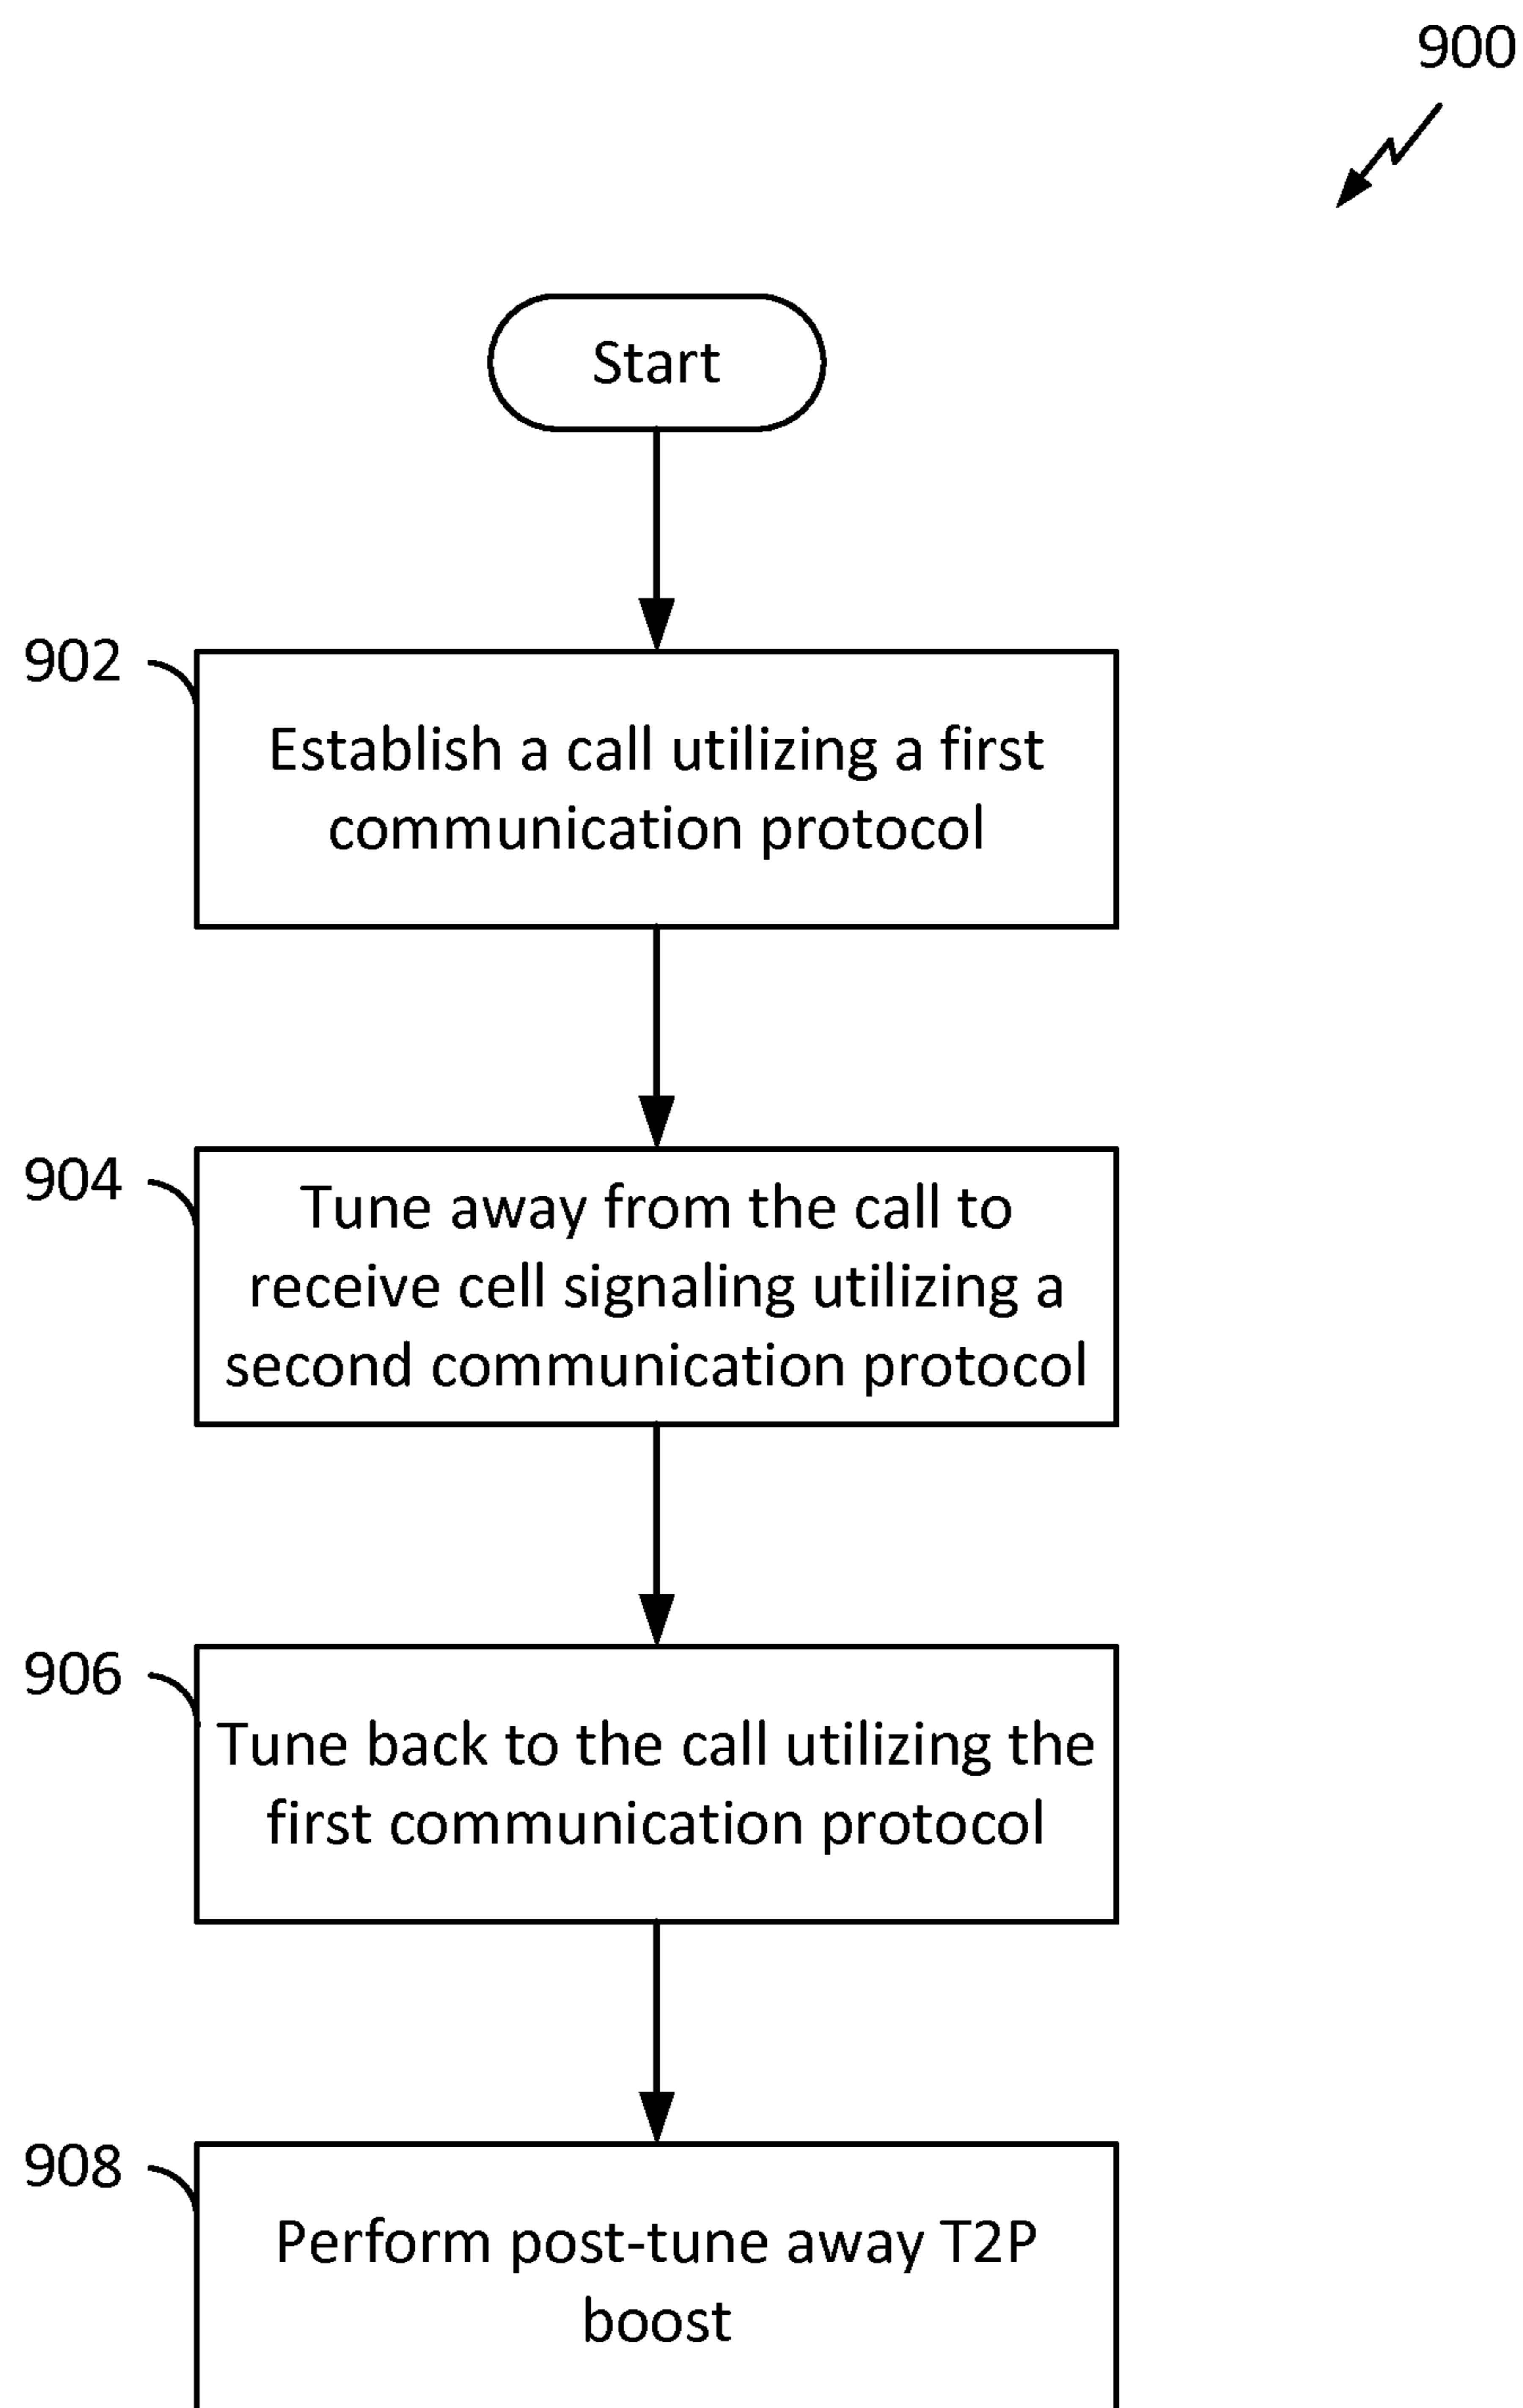 900
Start
902
Establish a call utilizing a first
communication protocol
904
Tune away from the call to
receive cell signaling utilizing a
second communication protocol
906
Tune back to the call utilizing the
first communication protocol
908
Perform post-tune away T2P
boost